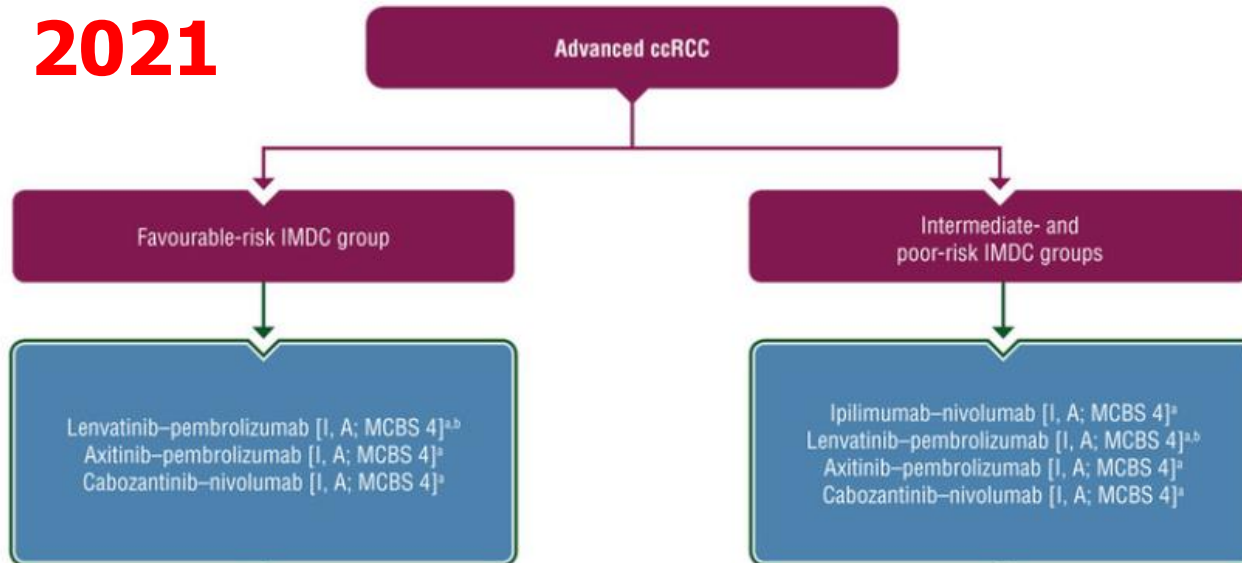 2021
Advanced ccRCC
Favourable-risk IMDC group
Intermediate- and
poor-risk IMDC groups
Lenvatinib–pembrolizumab [I, A; MCBS 4]ᵃ,ᵇ
Axitinib–pembrolizumab [I, A; MCBS 4]ᵃ
Cabozantinib–nivolumab [I, A; MCBS 4]ᵃ
Ipilimumab–nivolumab [I, A; MCBS 4]ᵃ
Lenvatinib–pembrolizumab [I, A; MCBS 4]ᵃ,ᵇ
Axitinib–pembrolizumab [I, A; MCBS 4]ᵃ
Cabozantinib–nivolumab [I, A; MCBS 4]ᵃ